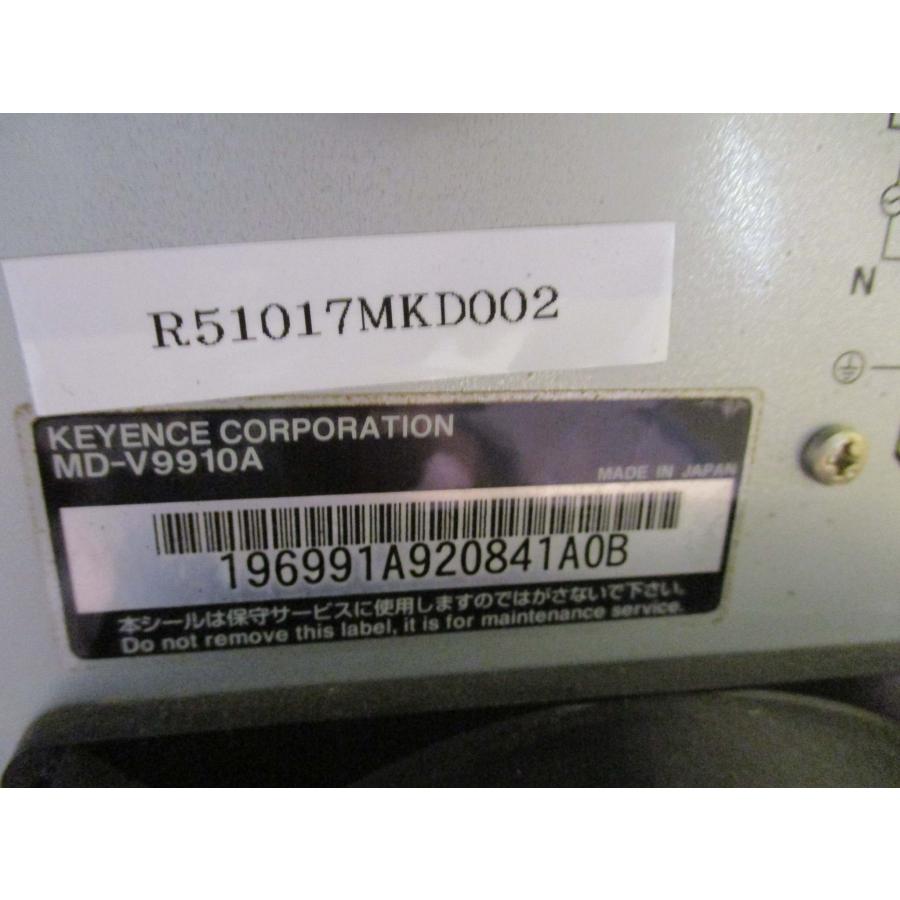 R51017MKD002
KEYENCE CORPORATION
MD-V9910A
MADE IN JAPAN
196991A920841A0B
本シールは保守サービスに使用しますのではがさないで下さい。
Do not remove this label, it is for maintenance service.
N